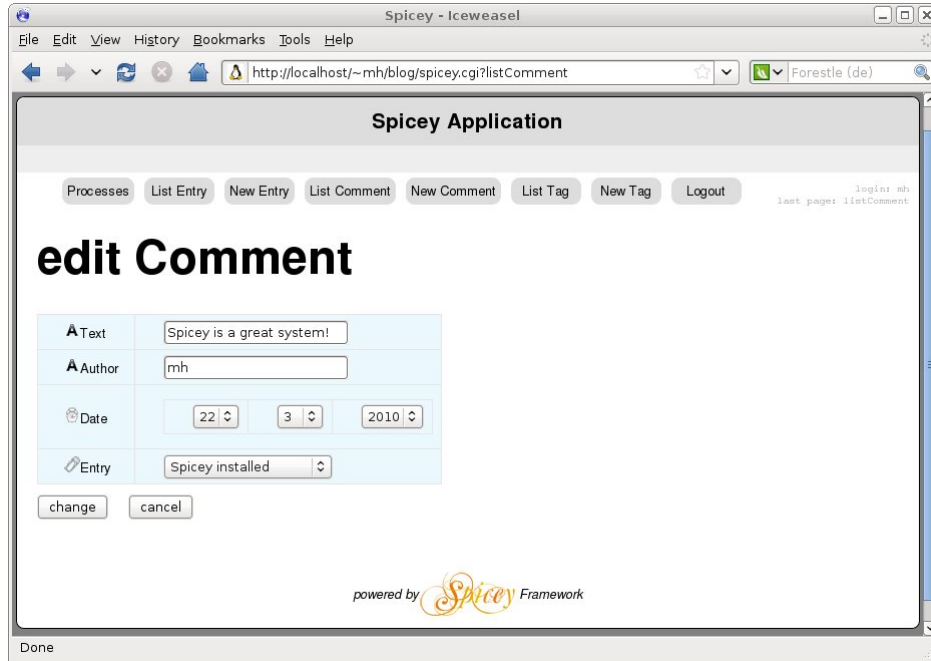 Spicey - Iceweasel
File Edit View History Bookmarks Tools Help
http://localhost/~mh/blog/spicey.cgi?listComment Forestle (de)
Spicey Application
Processes List Entry New Entry List Comment New Comment List Tag New Tag Logout
login: mh
last page: listComment
edit Comment
A Text Spicey is a great system!
A Author mh
Date 22 3 2010
Entry Spicey installed
change cancel
powered by Spicey Framework
Done